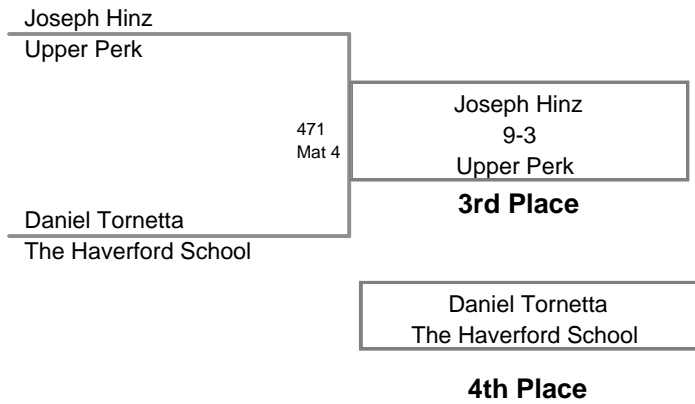 Joseph Hinz
Upper Perk
471
Mat 4
Joseph Hinz
9-3
Upper Perk
3rd Place
Daniel Tornetta
The Haverford School
Daniel Tornetta
The Haverford School
4th Place